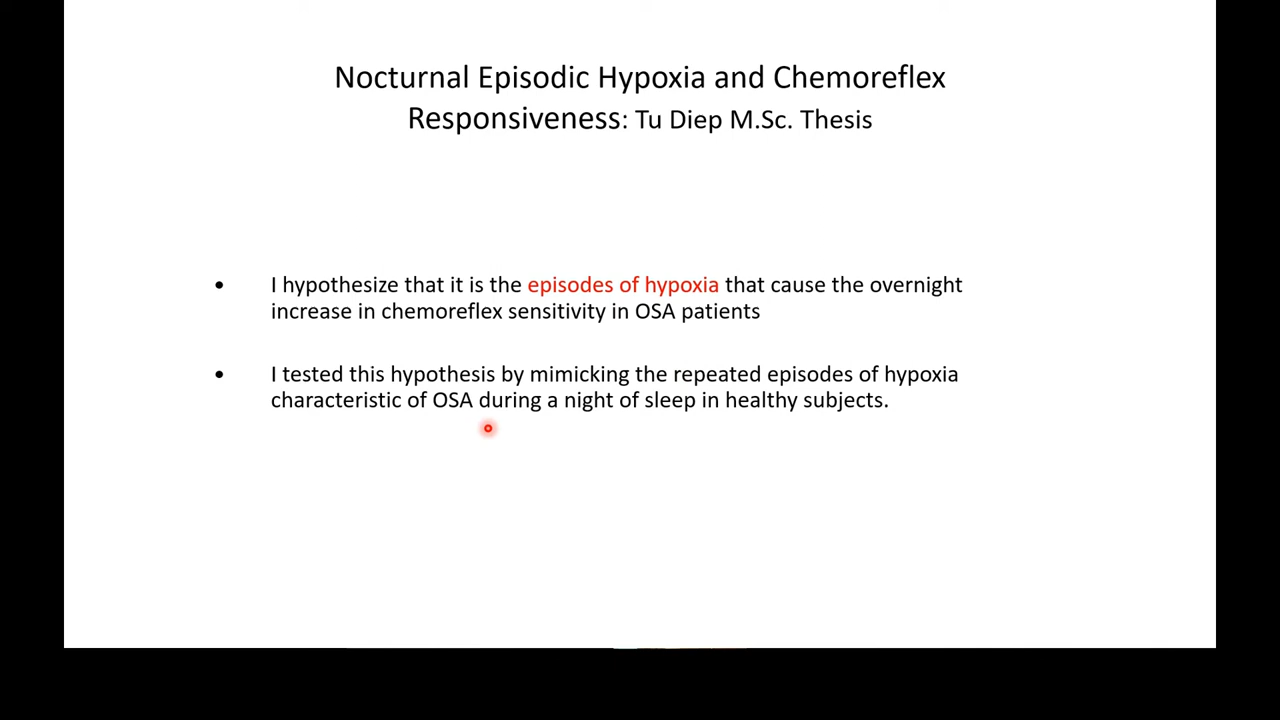 Nocturnal Episodic Hypoxia and Chemoreflex
Responsiveness: Tu Diep M.Sc. Thesis
• I hypothesize that it is the episodes of hypoxia that cause the overnight
increase in chemoreflex sensitivity in OSA patients
• I tested this hypothesis by mimicking the repeated episodes of hypoxia
characteristic of OSA during a night of sleep in healthy subjects.